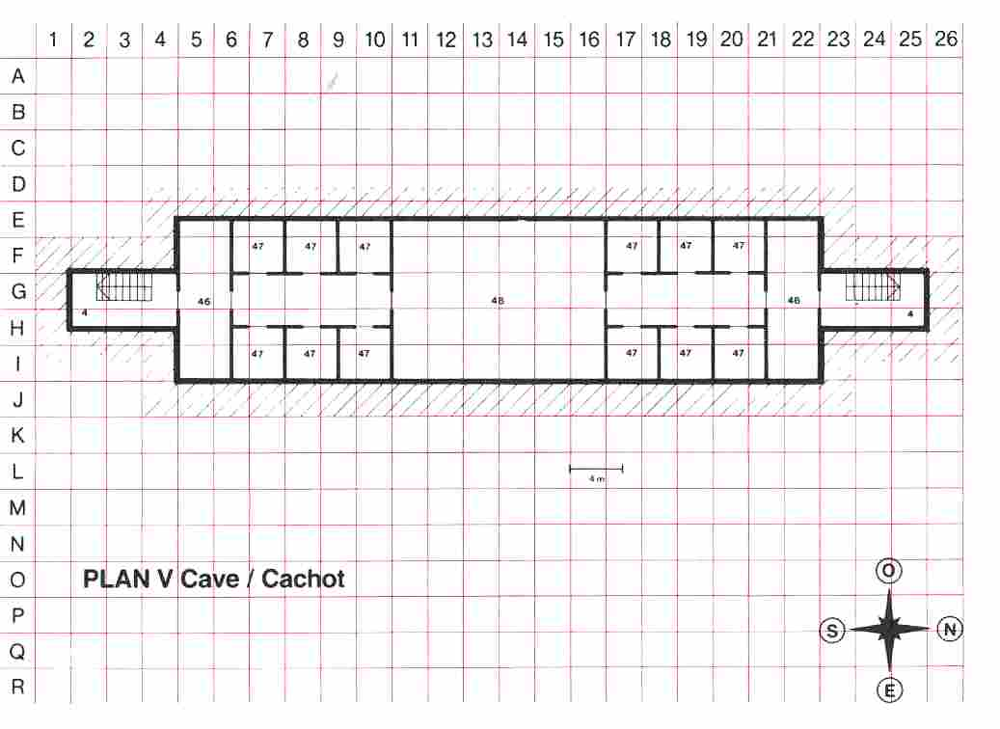 1 2 3 4 5 6 7 8 9 10 11 12 13 14 15 16 17 18 19 20 21 22 23 24 25 26
A
B
C
D
E
F 47 47 47 47 47 47
G 46 48 48
4 4
H
I 47 47 47 47 47 47
J
K
L
4 m
M
N
O PLAN V Cave / Cachot O
P S N
Q
R E